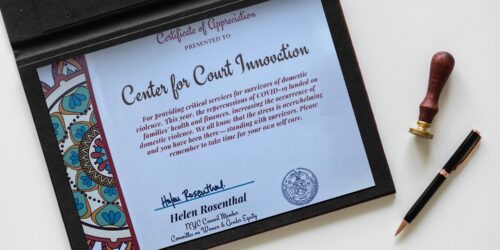 Certificate of Appreciation
PRESENTED TO
Center for Court Innovation
For providing critical services for survivors of domestic
violence. This year, the repercussions of COVID-19 landed on
families' health and finances, increasing the occurrence of
domestic violence. We all know that the stress is overwhelming
and you have been there — standing with survivors. Please
remember to take time for your own self care.
Helen Rosenthal
Helen Rosenthal
NYC Council Member
Committee on Women & Gender Equity